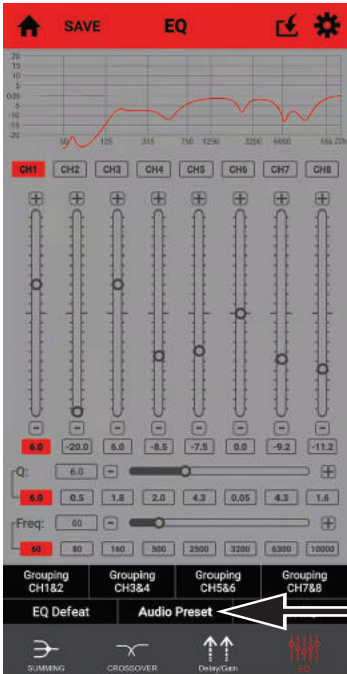 SAVE EQ
20
15
10
5
0dB
-5
-10
-15
-20
50 125 315 750 1250 3200 6600 16k 22k
CH1 CH2 CH3 CH4 CH5 CH6 CH7 CH8
6.0 -20.0 6.0 -8.5 -7.5 0.0 -9.2 -11.2
Q: 6.0
6.0 0.5 1.8 2.0 4.3 0.05 4.3 1.6
Freq: 60
60 80 160 500 2500 3200 6300 10000
Grouping Grouping Grouping Grouping
CH1&2 CH3&4 CH5&6 CH7&8
EQ Defeat Audio Preset
SUMMING CROSSOVER Delay/Gain EQ